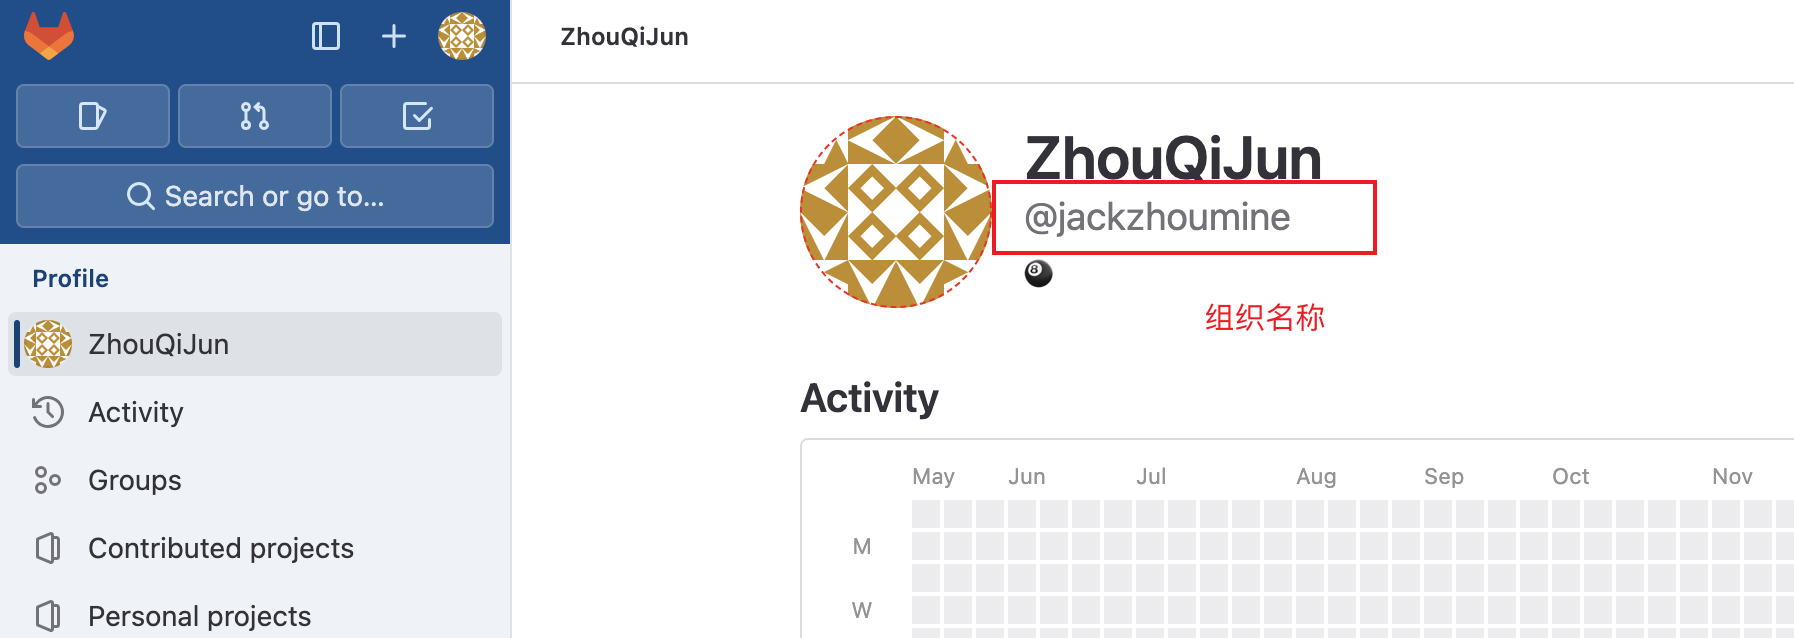 Search or go to...
Profile
ZhouQiJun
Activity
Groups
Contributed projects
Personal projects
ZhouQiJun
ZhouQiJun
@jackzhoumine
8
组织名称
Activity
May Jun Jul Aug Sep Oct Nov
M
W